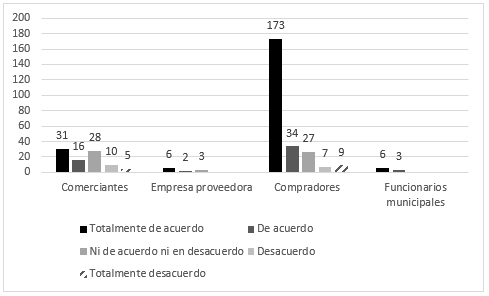 200
180
160
140
120
100
80
60
40
20
0
31
16
28
10
5
6
2
3
173
34
27
7
9
6
3
Comerciantes
Empresa proveedora
Compradores
Funcionarios
municipales
Totalmente de acuerdo
De acuerdo
Ni de acuerdo ni en desacuerdo
Desacuerdo
Totalmente desacuerdo